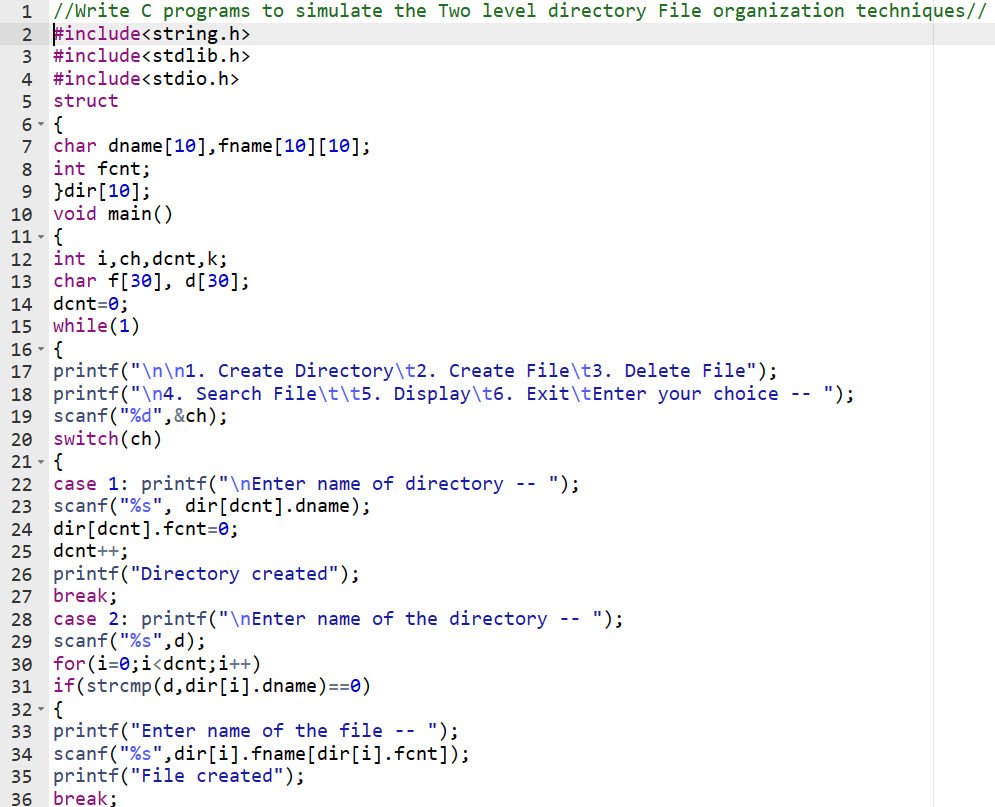 1 //Write C programs to simulate the Two level directory File organization techniques//
2 #include<string.h>
3 #include<stdlib.h>
4 #include<stdio.h>
5 struct
6 {
7 char dname[10],fname[10][10];
8 int fcnt;
9 }dir[10];
10 void main()
11 {
12 int i,ch,dcnt,k;
13 char f[30], d[30];
14 dcnt=0;
15 while(1)
16 {
17 printf("\n\n1. Create Directory\t2. Create File\t3. Delete File");
18 printf("\n4. Search File\t\t5. Display\t6. Exit\tEnter your choice -- ");
19 scanf("%d",&ch);
20 switch(ch)
21 {
22 case 1: printf("\nEnter name of directory -- ");
23 scanf("%s", dir[dcnt].dname);
24 dir[dcnt].fcnt=0;
25 dcnt++;
26 printf("Directory created");
27 break;
28 case 2: printf("\nEnter name of the directory -- ");
29 scanf("%s",d);
30 for(i=0;i<dcnt;i++)
31 if(strcmp(d,dir[i].dname)==0)
32 {
33 printf("Enter name of the file -- ");
34 scanf("%s",dir[i].fname[dir[i].fcnt]);
35 printf("File created");
36 break;